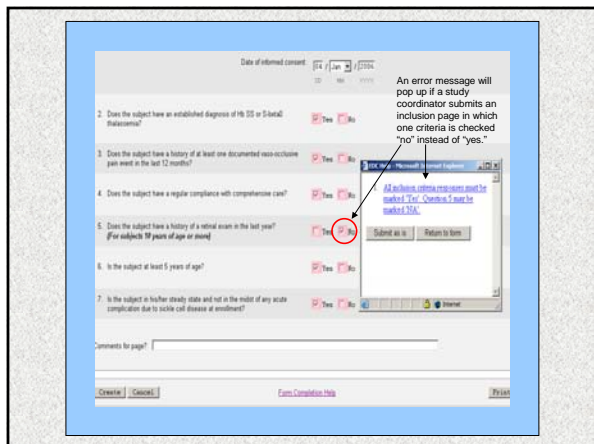 Date of informed consent: 04 / Jan / 2006
DD MM YYYY
An error message will
pop up if a study
coordinator submits an
inclusion page in which
one criteria is checked
“no” instead of “yes.”
2. Does the subject have an established diagnosis of Hb SS or S-beta0
thalassemia?
Yes No
3. Does the subject have a history of at least one documented vaso-occlusive
pain event in the last 12 months?
Yes No
4. Does the subject have a regular compliance with comprehensive care?
Yes No
5. Does the subject have a history of a retinal exam in the last year?
(For subjects 10 years of age or more)
Yes No
6. Is the subject at least 5 years of age?
Yes No
7. Is the subject in his/her steady state and not in the midst of any acute
complication due to sickle cell disease at enrollment?
Yes No
EDC Help - Microsoft Internet Explorer
All inclusion criteria responses must be
marked 'Yes'. Question 5 may be
marked 'NA'.
Submit as is Return to form
Internet
Comments for page?
Create Cancel Form Completion Help Print